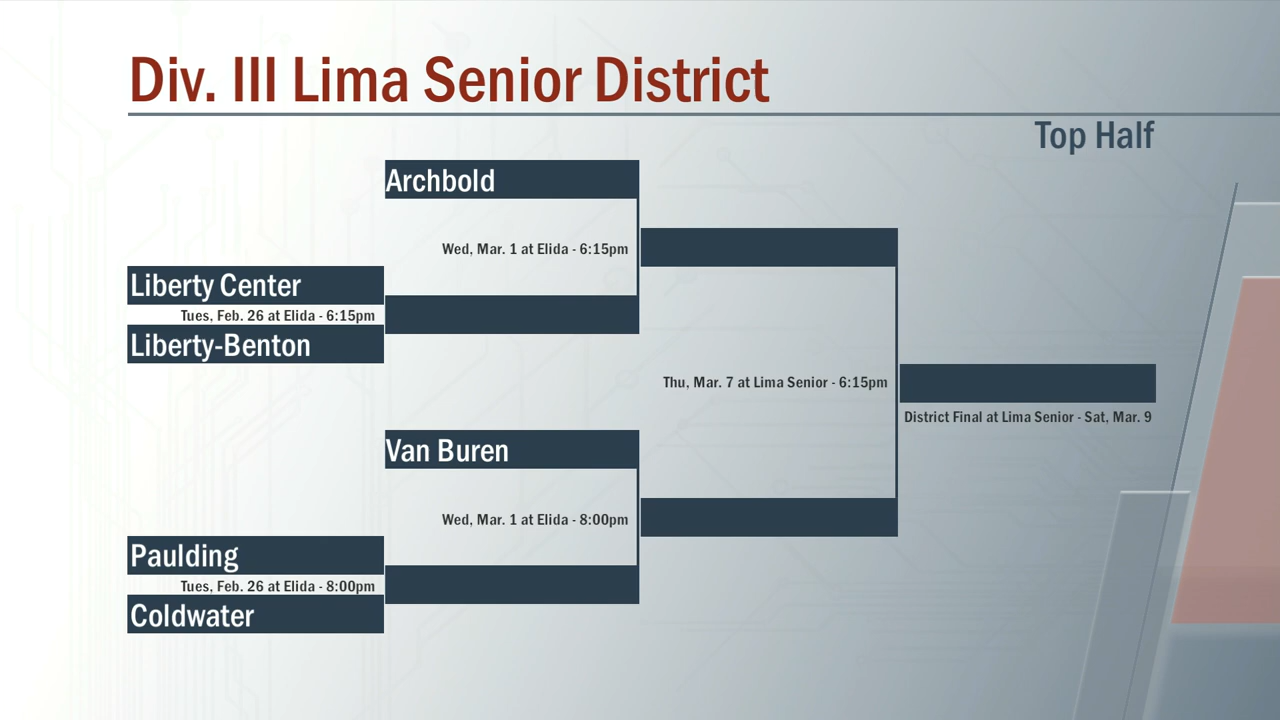 Div. III Lima Senior District
Top Half
Archbold
Wed, Mar. 1 at Elida - 6:15pm
Liberty Center
Tues, Feb. 26 at Elida - 6:15pm
Liberty-Benton
Thu, Mar. 7 at Lima Senior - 6:15pm
District Final at Lima Senior - Sat, Mar. 9
Van Buren
Wed, Mar. 1 at Elida - 8:00pm
Paulding
Tues, Feb. 26 at Elida - 8:00pm
Coldwater